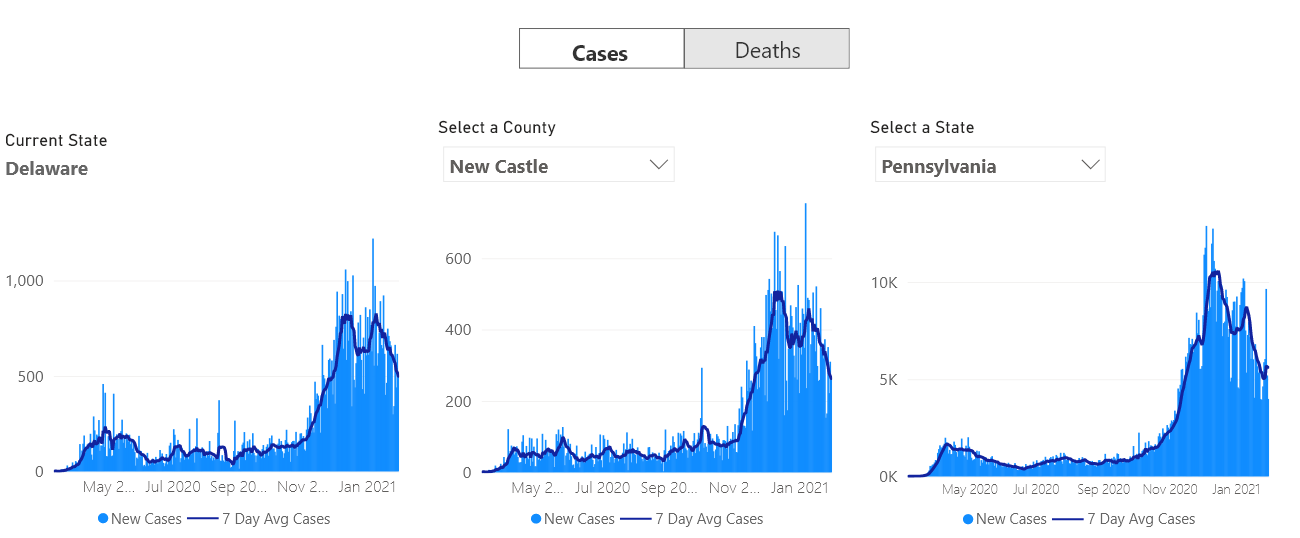 Cases Deaths
Current State
Delaware
Select a County
New Castle
Select a State
Pennsylvania
1,000
500
0
May 2... Jul 2020 Sep 20... Nov 2... Jan 2021
New Cases 7 Day Avg Cases
600
400
200
0
May 2... Jul 2020 Sep 20... Nov 2... Jan 2021
New Cases 7 Day Avg Cases
10K
5K
0K
May 2020 Jul 2020 Sep 2020 Nov 2020 Jan 2021
New Cases 7 Day Avg Cases